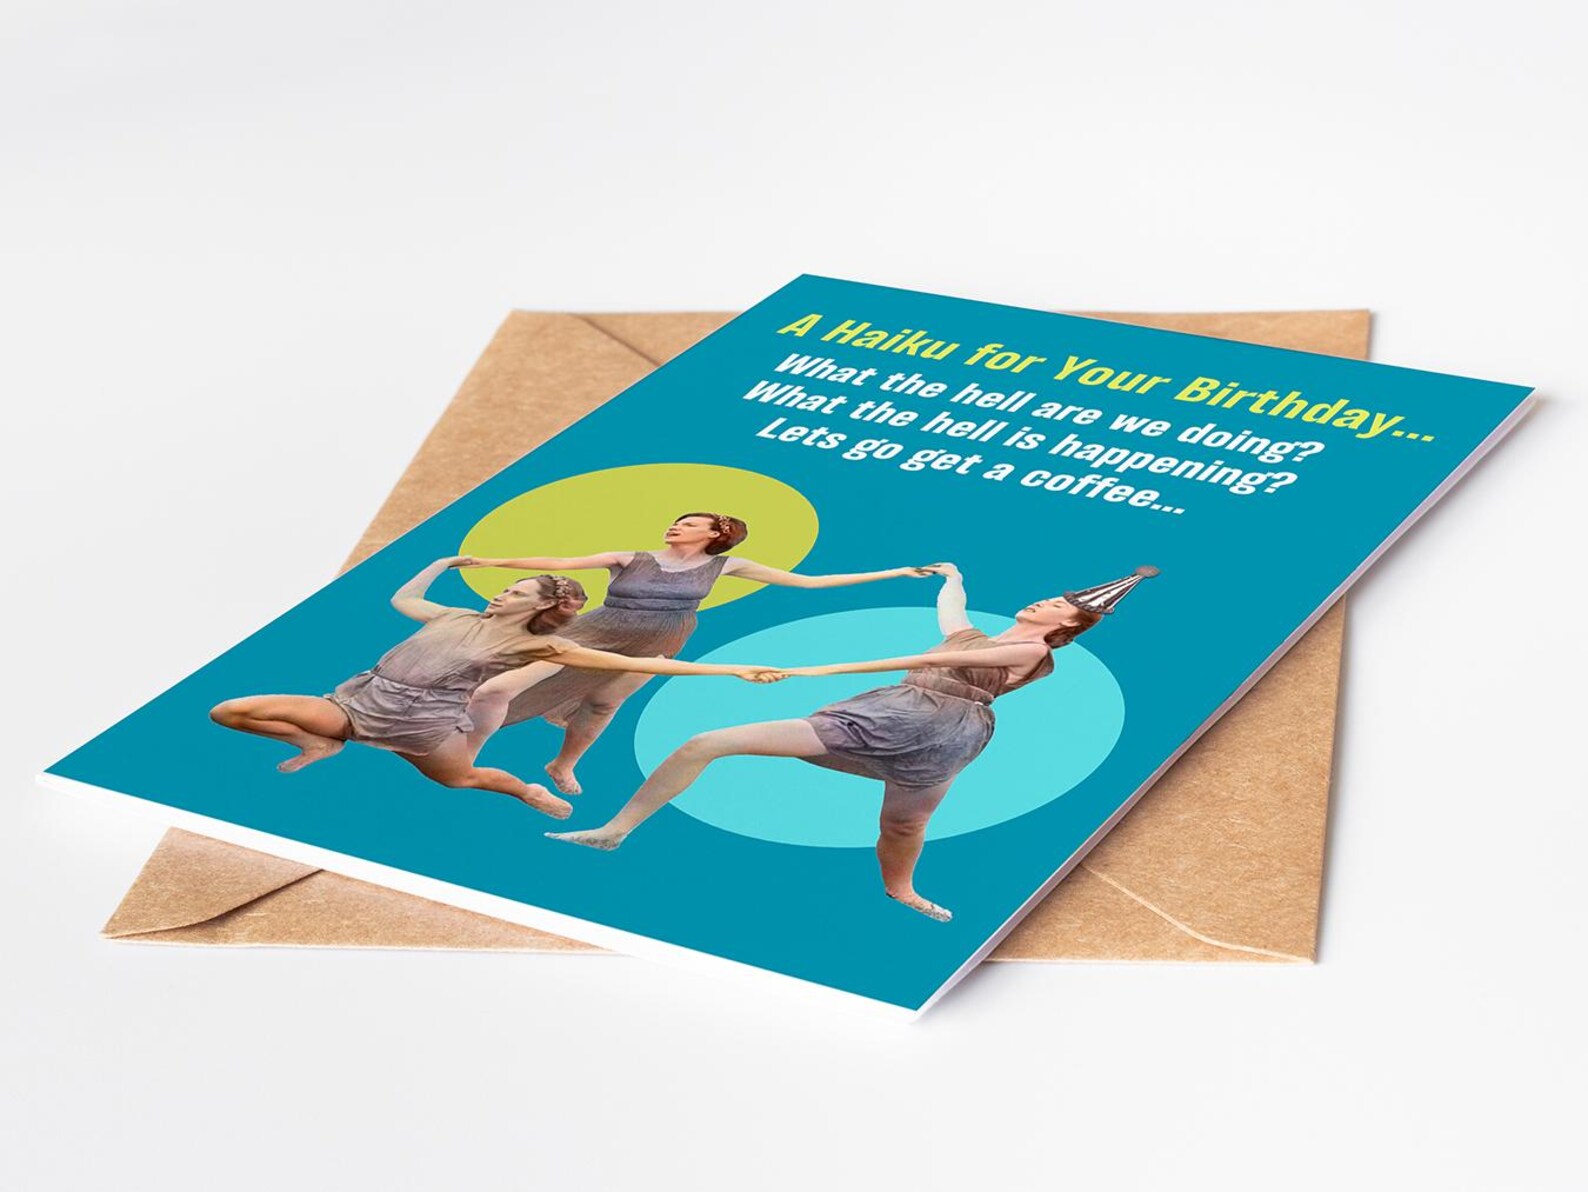 A Haiku for Your Birthday...
What the hell are we doing?
What the hell is happening?
Lets go get a coffee...